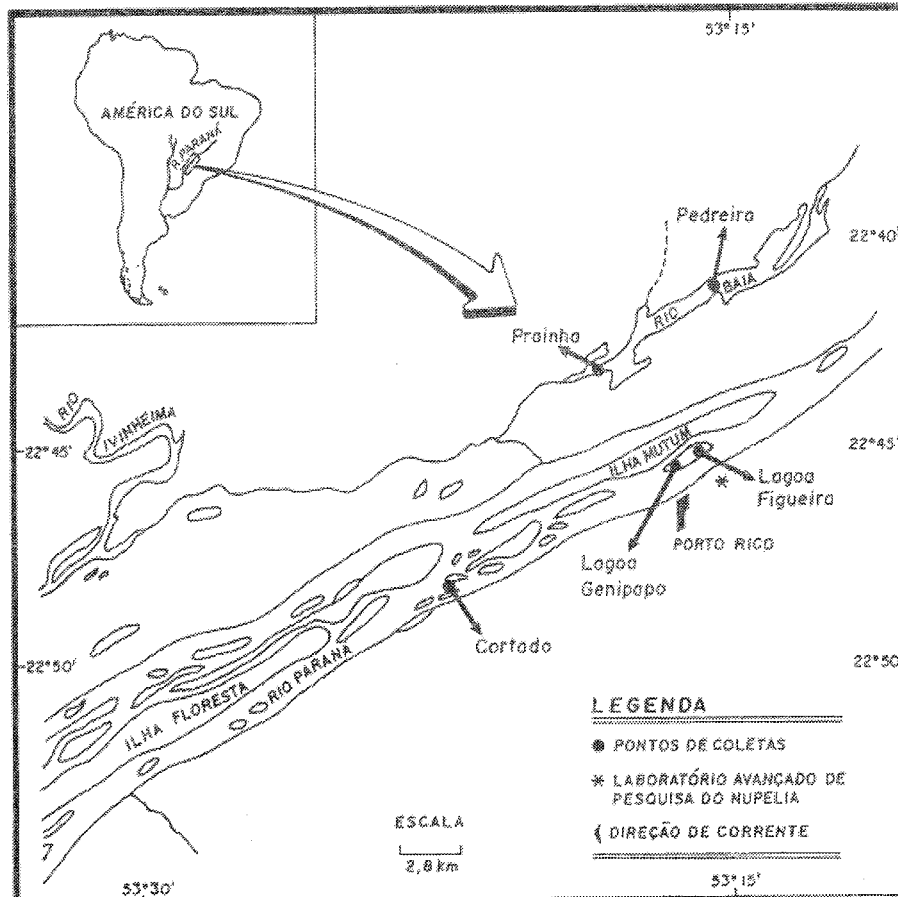 53°15'
AMÉRICA DO SUL
R. PARANÁ
Pedreira
22°40'
RIO BAIA
Prainha
RIO IVINHEIMA
22°45'
22°45'
ILHA MUTUM
Lagoa
Figueira
PORTO RICO
Lagoa
Genipapo
Cortado
22°50'
22°50'
RIO PARANÁ
ILHA FLORESTA
LEGENDA
PONTOS DE COLETAS
* LABORATÓRIO AVANÇADO DE
PESQUISA DO NUPELIA
DIREÇÃO DE CORRENTE
ESCALA
2,8 km
53°30'
53°15'